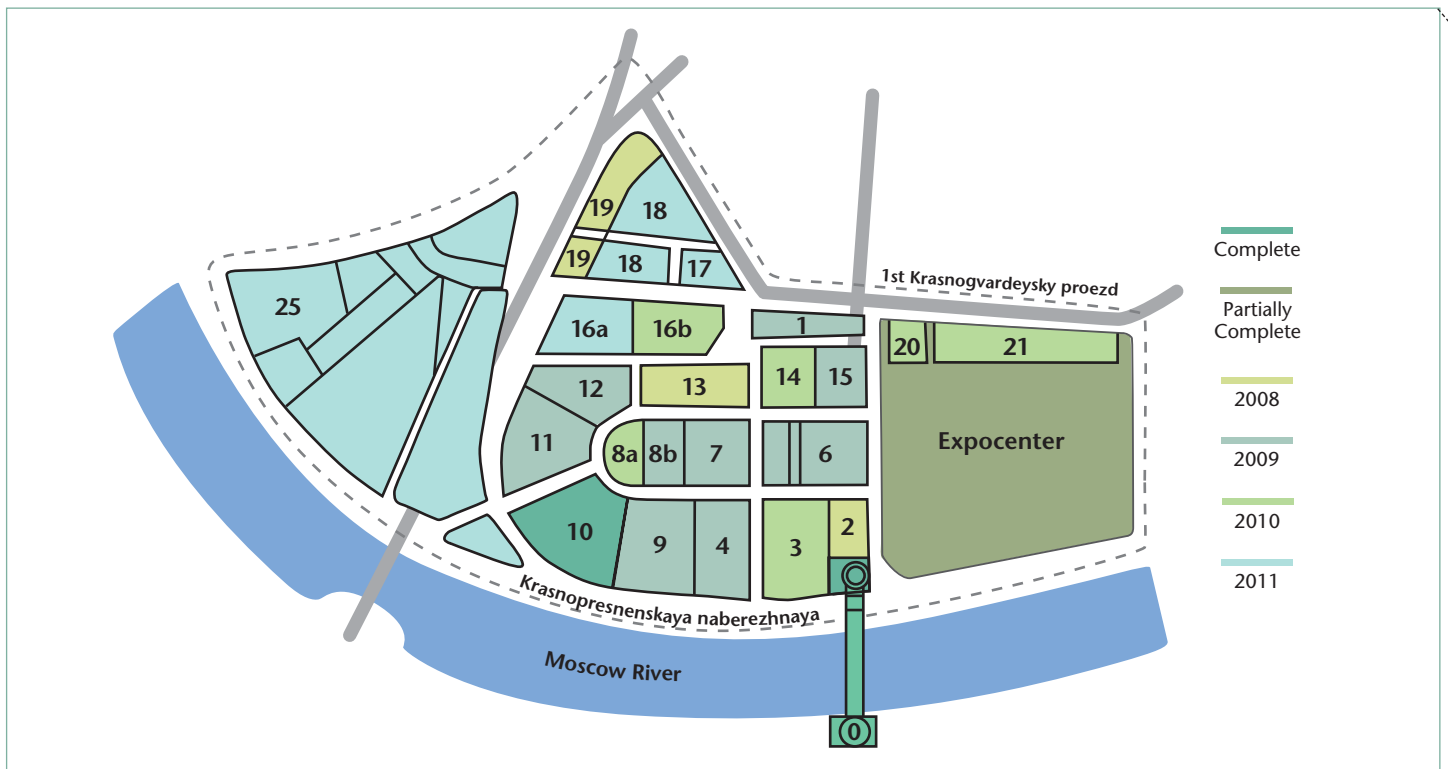 19
18
19
18
17
1st Krasnogvardeysky proezd
25
16a
16b
1
20
21
12
13
14
15
11
8a
8b
7
6
Expocenter
10
9
4
3
2
Krasnopresnenskaya naberezhnaya
Moscow River
0
Complete
Partially
Complete
2008
2009
2010
2011